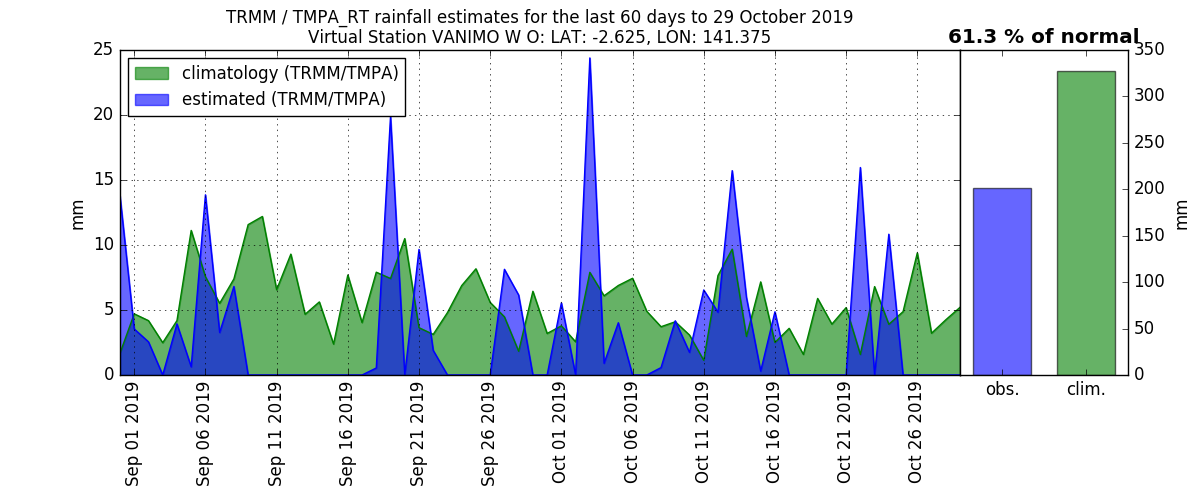 TRMM / TMPA_RT rainfall estimates for the last 60 days to 29 October 2019
Virtual Station VANIMO W O: LAT: -2.625, LON: 141.375
61.3 % of normal
climatology (TRMM/TMPA)
estimated (TRMM/TMPA)
25
20
15
10
5
0
mm
Sep 01 2019
Sep 06 2019
Sep 11 2019
Sep 16 2019
Sep 21 2019
Sep 26 2019
Oct 01 2019
Oct 06 2019
Oct 11 2019
Oct 16 2019
Oct 21 2019
Oct 26 2019
obs.
clim.
350
300
250
200
150
100
50
0
mm